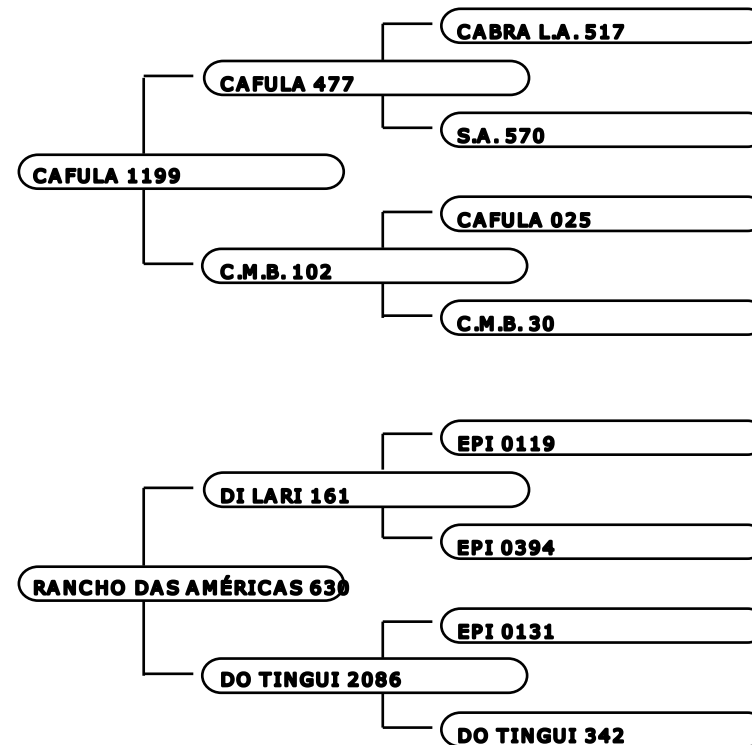 CABRA L.A. 517
CAFULA 477
S.A. 570
CAFULA 1199
CAFULA 025
C.M.B. 102
C.M.B. 30
EPI 0119
DI LARI 161
EPI 0394
RANCHO DAS AMÉRICAS 630
EPI 0131
DO TINGUI 2086
DO TINGUI 342